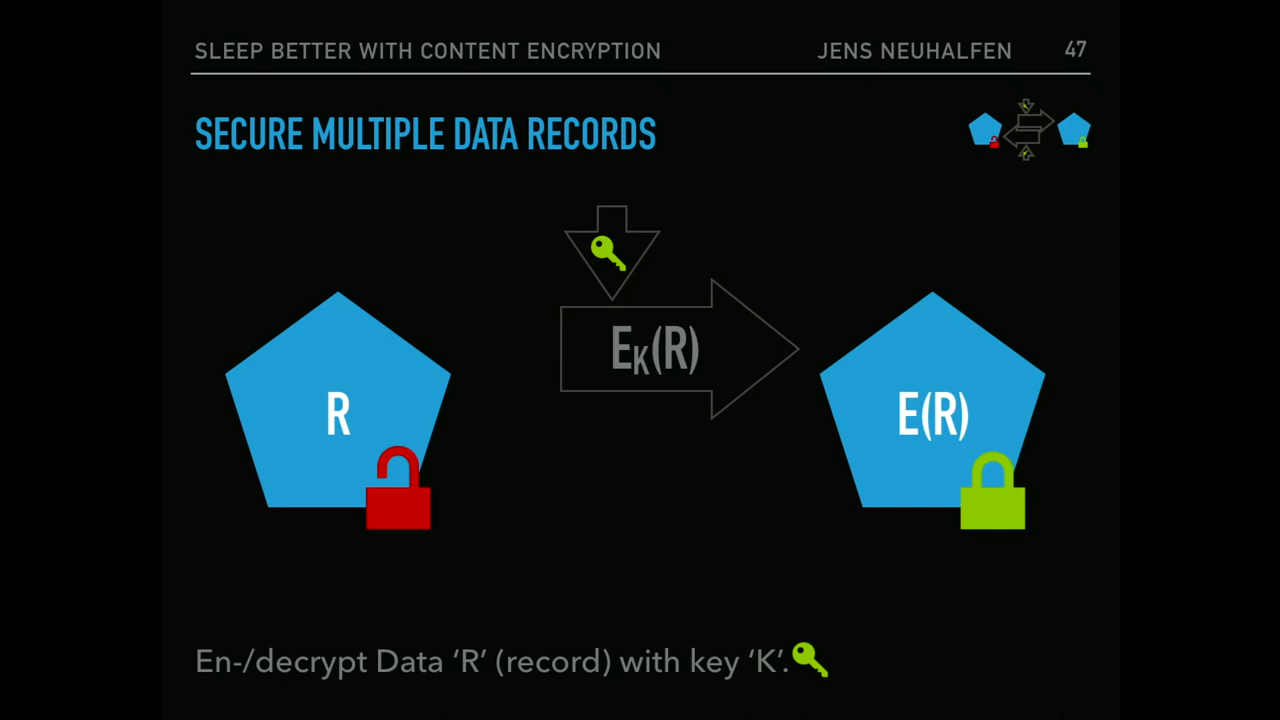 SLEEP BETTER WITH CONTENT ENCRYPTION JENS NEUHALFEN 47
SECURE MULTIPLE DATA RECORDS
EK(R)
R
E(R)
En-/decrypt Data ‘R’ (record) with key ‘K’.